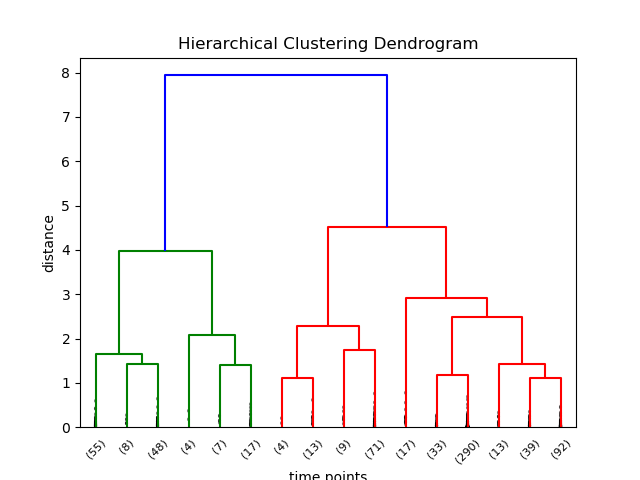 Hierarchical Clustering Dendrogram
8
7
6
5
4
3
2
1
0
distance
(55) (8) (48) (4) (7) (17) (4) (13) (9) (71) (17) (33) (290) (13) (39) (92)
time points